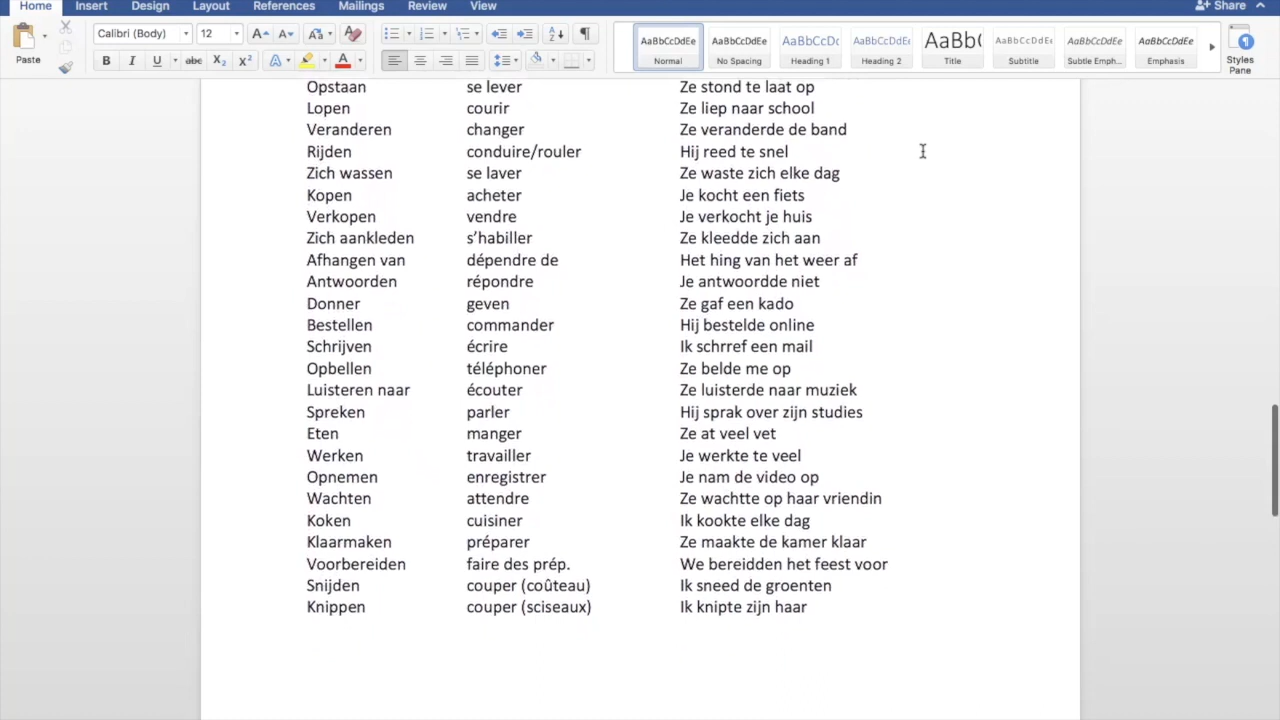 Home Insert Design Layout References Mailings Review View Share
Calibri (Body) 12
Paste
B I U abc X2 X2 A A
AaBbCcDdEe AaBbCcDdEe AaBbCcDc AaBbCcDdEe AaBb( AaBbCcDdEe AaBbCcDdEe AaBbCcDdEe
Normal No Spacing Heading 1 Heading 2 Title Subtitle Subtle Emph... Emphasis Styles Pane
Opstaan se lever Ze stond te laat op
Lopen courir Ze liep naar school
Veranderen changer Ze veranderde de band
Rijden conduire/rouler Hij reed te snel
Zich wassen se laver Ze waste zich elke dag
Kopen acheter Je kocht een fiets
Verkopen vendre Je verkocht je huis
Zich aankleden s'habiller Ze kleedde zich aan
Afhangen van dépendre de Het hing van het weer af
Antwoorden répondre Je antwoordde niet
Donner geven Ze gaf een kado
Bestellen commander Hij bestelde online
Schrijven écrire Ik schrref een mail
Opbellen téléphoner Ze belde me op
Luisteren naar écouter Ze luisterde naar muziek
Spreken parler Hij sprak over zijn studies
Eten manger Ze at veel vet
Werken travailler Je werkte te veel
Opnemen enregistrer Je nam de video op
Wachten attendre Ze wachtte op haar vriendin
Koken cuisiner Ik kookte elke dag
Klaarmaken préparer Ze maakte de kamer klaar
Voorbereiden faire des prép. We bereidden het feest voor
Snijden couper (coûteau) Ik sneed de groenten
Knippen couper (sciseaux) Ik knipte zijn haar